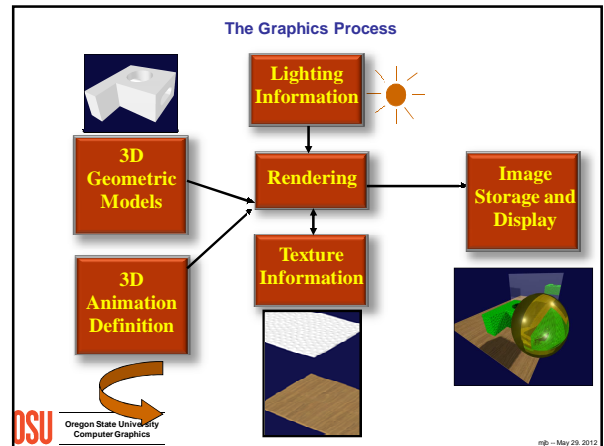 The Graphics Process
Lighting
Information
3D
Geometric
Models
Rendering
Image
Storage and
Display
3D
Animation
Definition
Texture
Information
OSU
Oregon State University
Computer Graphics
mjb -- May 29, 2012